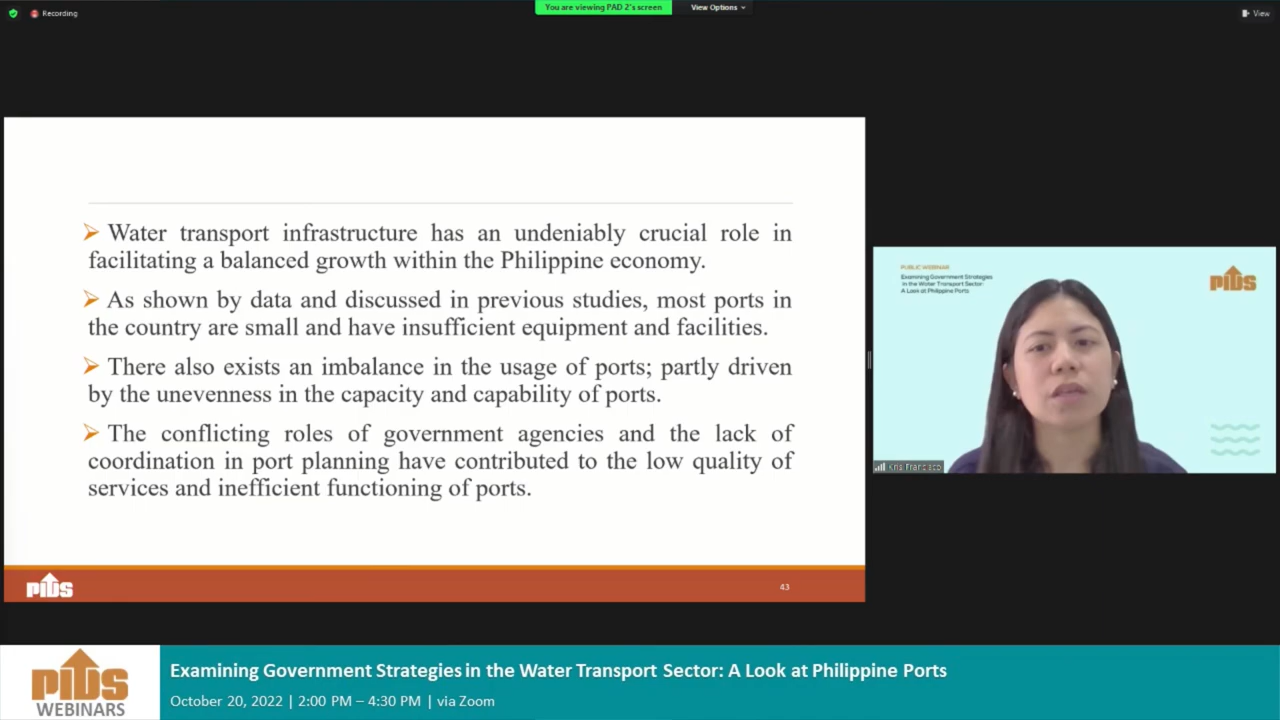 Recording
You are viewing PAD 2's screen
View Options
View
Water transport infrastructure has an undeniably crucial role in
facilitating a balanced growth within the Philippine economy.
As shown by data and discussed in previous studies, most ports in
the country are small and have insufficient equipment and facilities.
There also exists an imbalance in the usage of ports; partly driven
by the unevenness in the capacity and capability of ports.
The conflicting roles of government agencies and the lack of
coordination in port planning have contributed to the low quality of
services and inefficient functioning of ports.
PIDS
43
PUBLIC WEBINAR
Examining Government Strategies
in the Water Transport Sector:
A Look at Philippine Ports
PIDS
Kris Francisco
PIDS
WEBINARS
Examining Government Strategies in the Water Transport Sector: A Look at Philippine Ports
October 20, 2022 | 2:00 PM – 4:30 PM | via Zoom